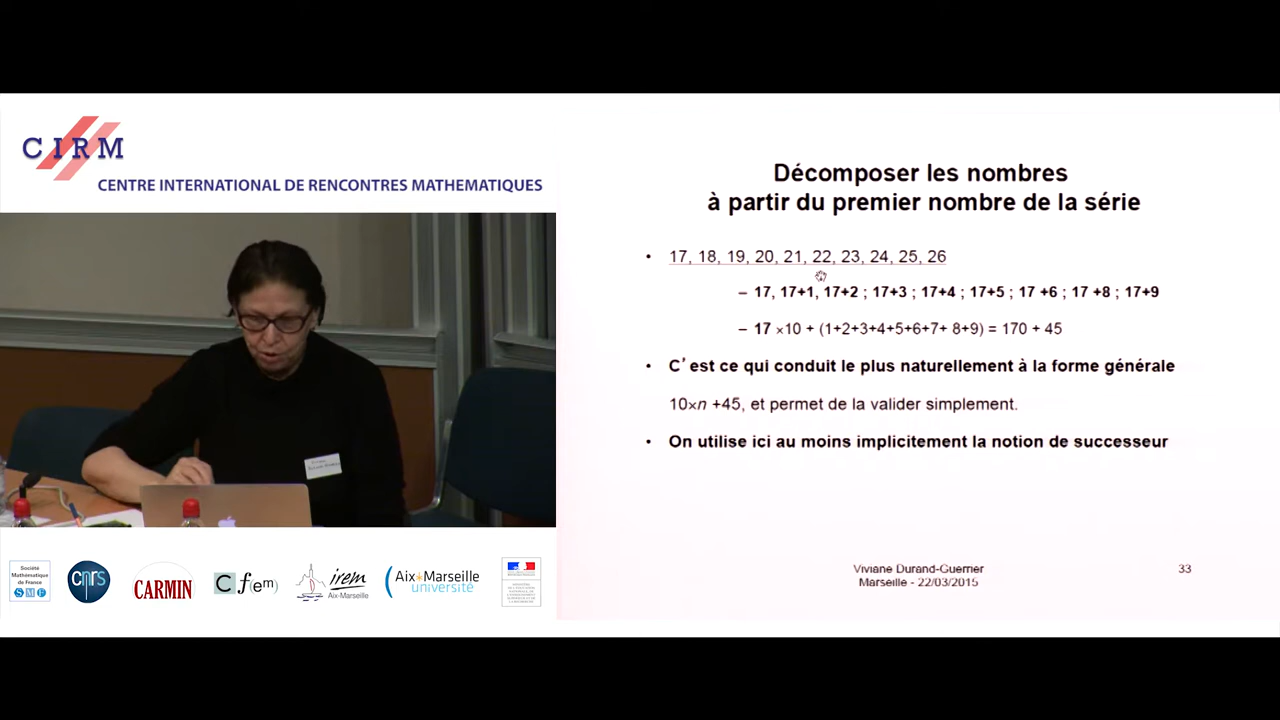 CIRM
CENTRE INTERNATIONAL DE RENCONTRES MATHEMATIQUES
Décomposer les nombres
à partir du premier nombre de la série
• 17, 18, 19, 20, 21, 22, 23, 24, 25, 26
– 17, 17+1, 17+2 ; 17+3 ; 17+4 ; 17+5 ; 17 +6 ; 17 +8 ; 17+9
– 17 ×10 + (1+2+3+4+5+6+7+ 8+9) = 170 + 45
• C’est ce qui conduit le plus naturellement à la forme générale
10×n +45, et permet de la valider simplement.
• On utilise ici au moins implicitement la notion de successeur
Viviane Durand-Guerrier
Marseille - 22/03/2015
33
Société
Mathématique
de France
SMF
cnrs
CARMIN
Cfem
irem
Aix-Marseille
Aix*Marseille
université